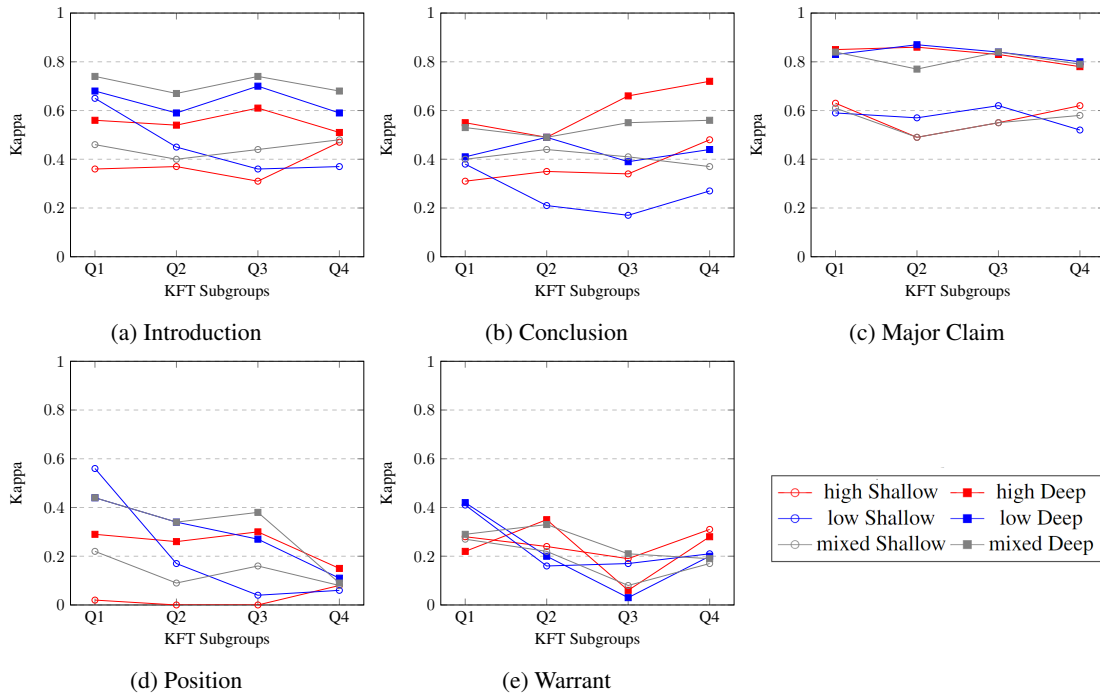 1
0.8
0.6
0.4
0.2
0
Kappa
Q1 Q2 Q3 Q4
KFT Subgroups
(a) Introduction
1
0.8
0.6
0.4
0.2
0
Kappa
Q1 Q2 Q3 Q4
KFT Subgroups
(b) Conclusion
1
0.8
0.6
0.4
0.2
0
Kappa
Q1 Q2 Q3 Q4
KFT Subgroups
(c) Major Claim
1
0.8
0.6
0.4
0.2
0
Kappa
Q1 Q2 Q3 Q4
KFT Subgroups
(d) Position
1
0.8
0.6
0.4
0.2
0
Kappa
Q1 Q2 Q3 Q4
KFT Subgroups
(e) Warrant
high Shallow high Deep
low Shallow low Deep
mixed Shallow mixed Deep